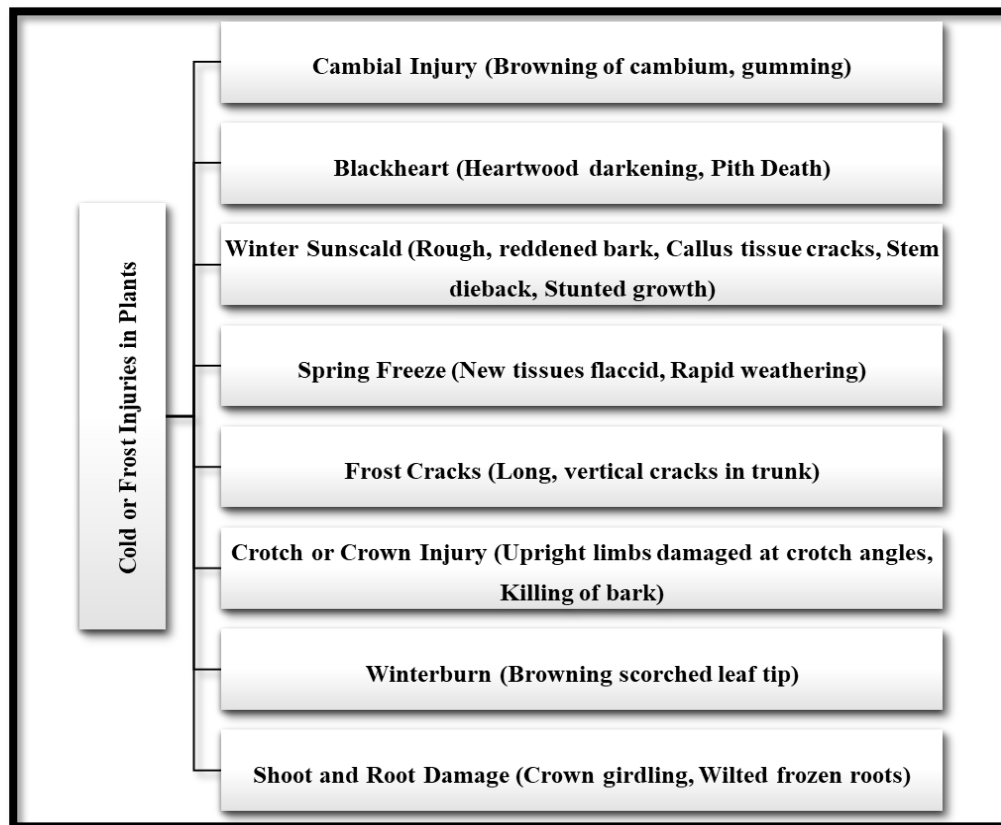 Cold or Frost Injuries in Plants
Cambial Injury (Browning of cambium, gumming)
Blackheart (Heartwood darkening, Pith Death)
Winter Sunscald (Rough, reddened bark, Callus tissue cracks, Stem
dieback, Stunted growth)
Spring Freeze (New tissues flaccid, Rapid weathering)
Frost Cracks (Long, vertical cracks in trunk)
Crotch or Crown Injury (Upright limbs damaged at crotch angles,
Killing of bark)
Winterburn (Browning scorched leaf tip)
Shoot and Root Damage (Crown girdling, Wilted frozen roots)